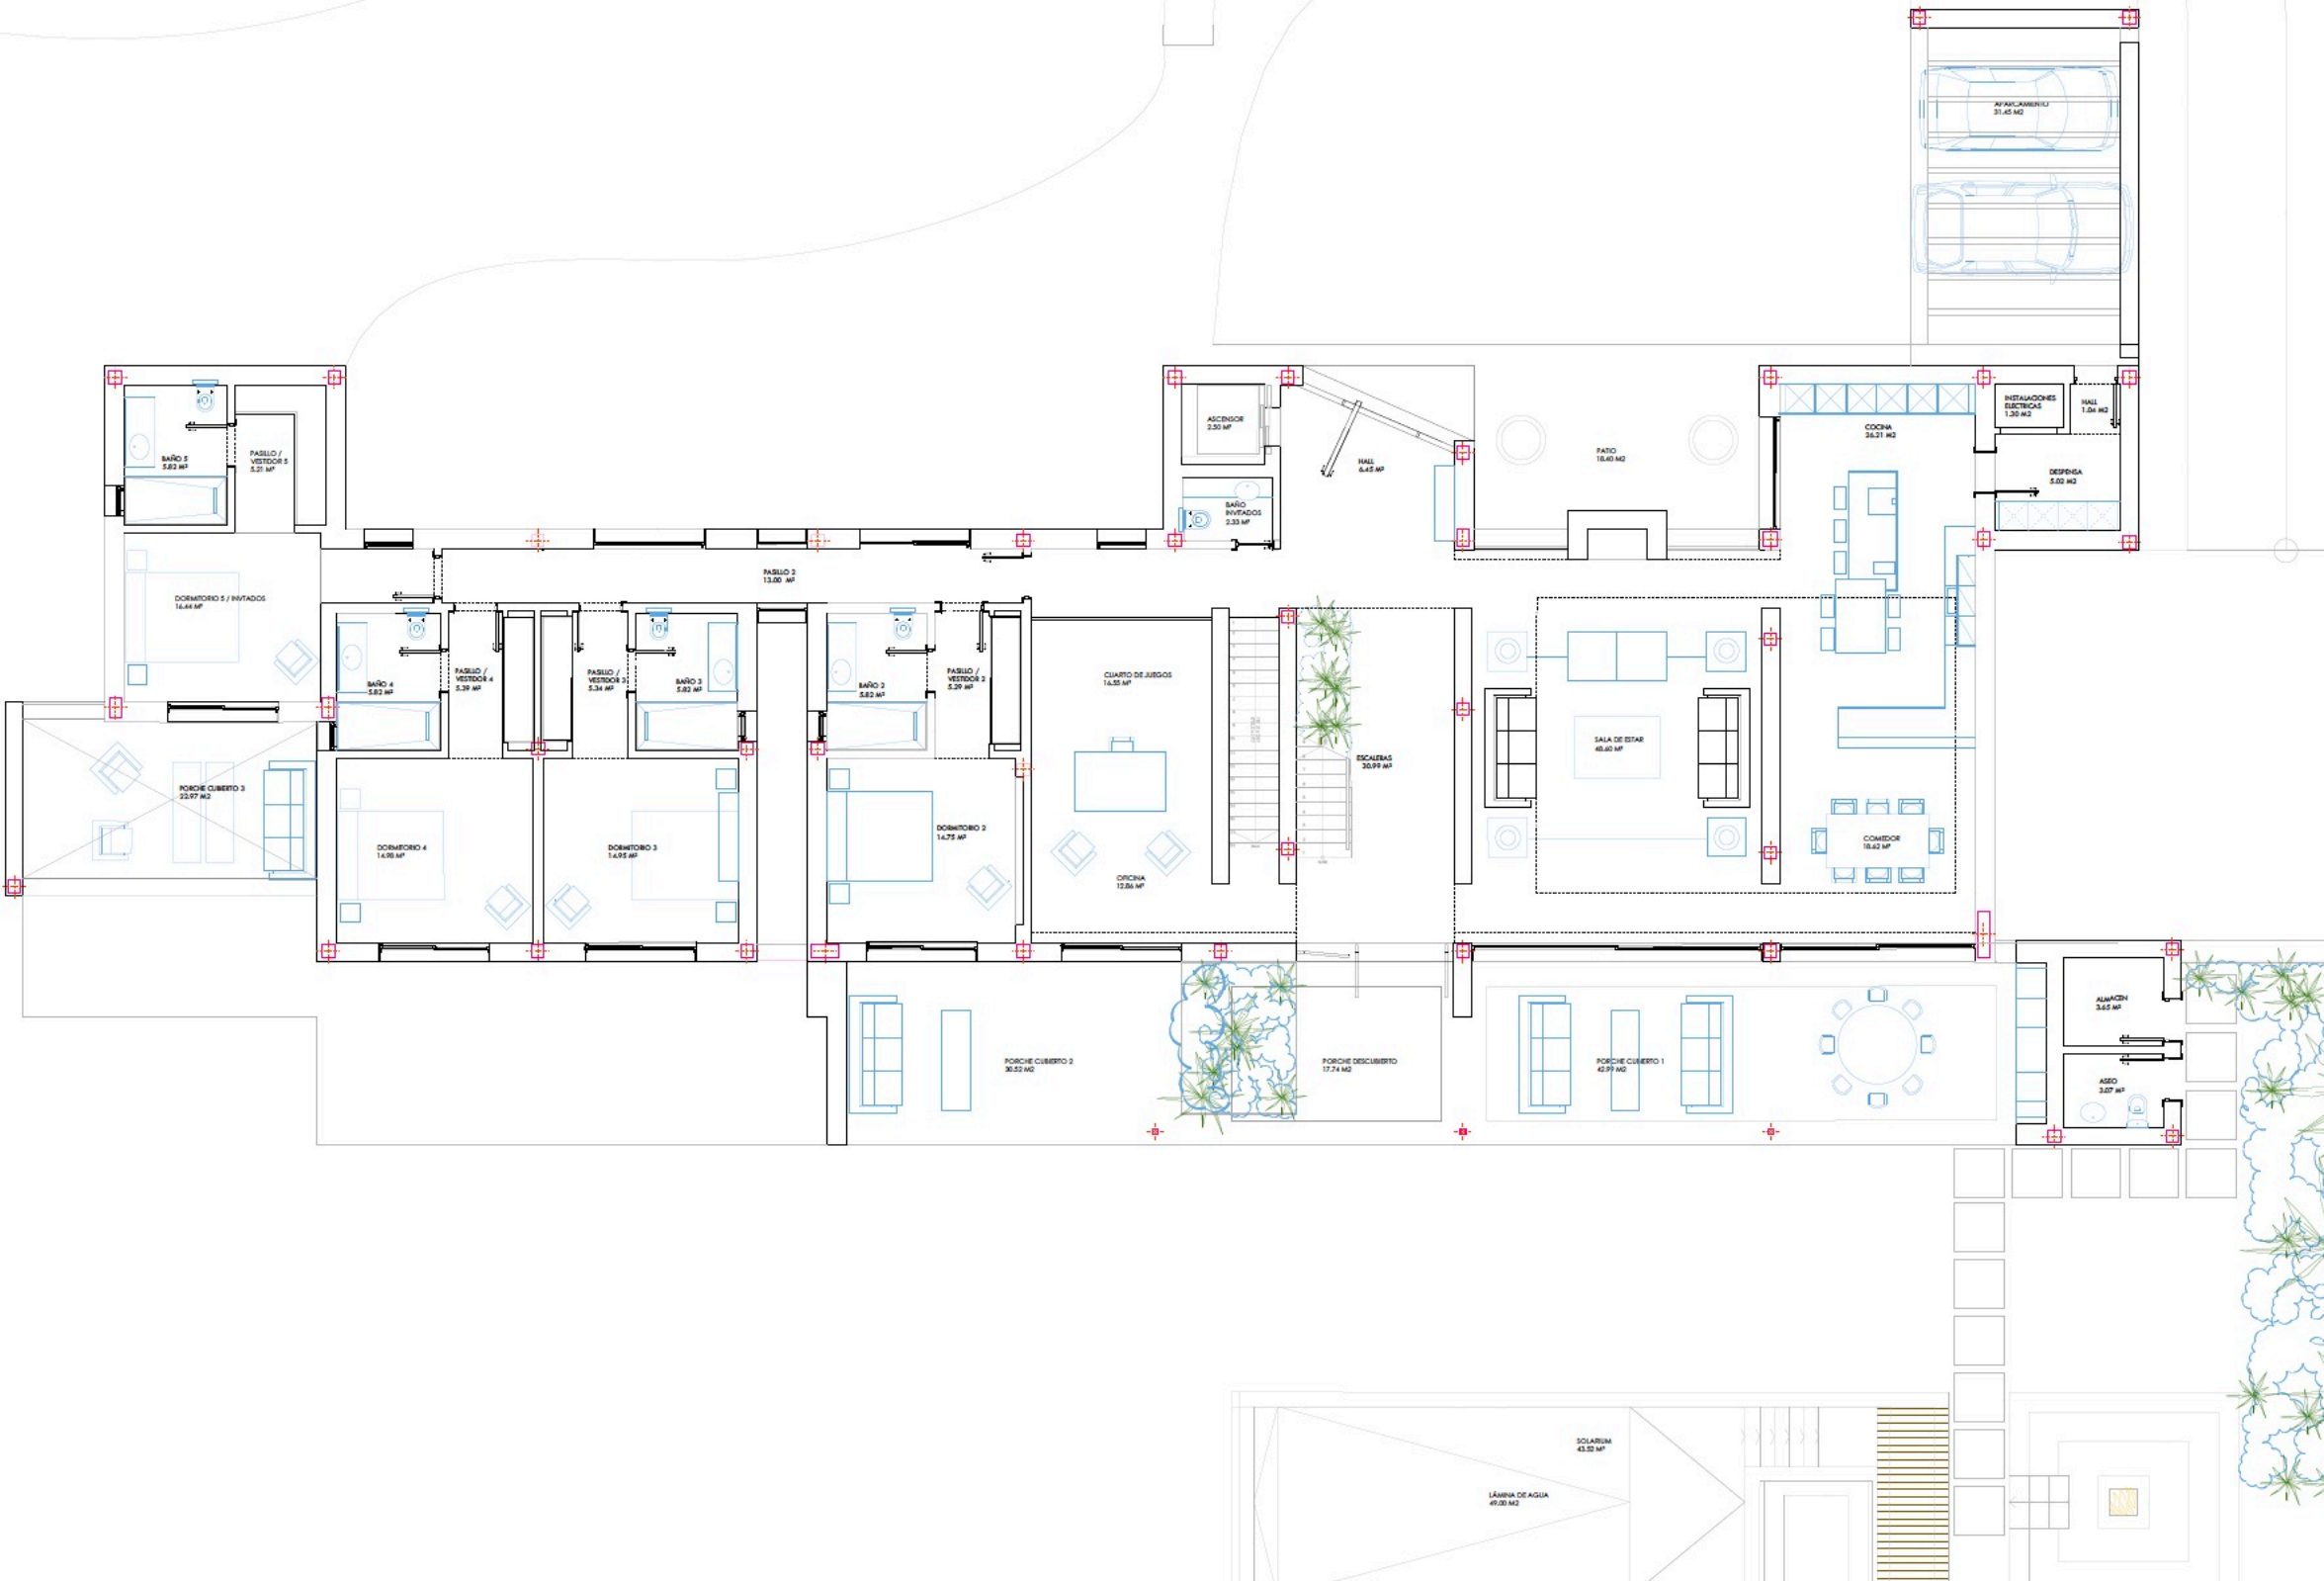 APARCAMIENTO
31.45 M2
ASCENSOR
2.50 M²
HALL
6.45 M²
PATIO
18.40 M2
COCINA
26.21 M2
INSTALACIONES
ELECTRICAS
1.30 M2
HALL
1.04 M2
DESPENSA
5.02 M2
BAÑO 5
5.82 M²
PASILLO /
VESTIDOR 5
5.21 M²
BAÑO
INVITADOS
2.33 M²
DORMITORIO 5 / INVITADOS
16.44 M²
PASILLO 2
13.00 M²
BAÑO 4
5.82 M²
PASILLO /
VESTIDOR 4
5.39 M²
PASILLO /
VESTIDOR 3
5.34 M²
BAÑO 3
5.82 M²
BAÑO 2
5.82 M²
PASILLO /
VESTIDOR 2
5.39 M²
CUARTO DE JUEGOS
16.55 M²
ESCALERAS
30.99 M²
SALA DE ESTAR
48.60 M²
PORCHE CUBIERTO 3
22.97 M2
DORMITORIO 4
14.98 M²
DORMITORIO 3
14.95 M²
DORMITORIO 2
14.75 M²
OFICINA
12.86 M²
COMEDOR
18.62 M²
PORCHE CUBIERTO 2
30.52 M2
PORCHE DESCUBIERTO
17.74 M2
PORCHE CUBIERTO 1
42.99 M2
ALMACEN
3.65 M²
ASEO
3.07 M²
SOLARIUM
43.52 M²
LÁMINA DE AGUA
49.00 M2